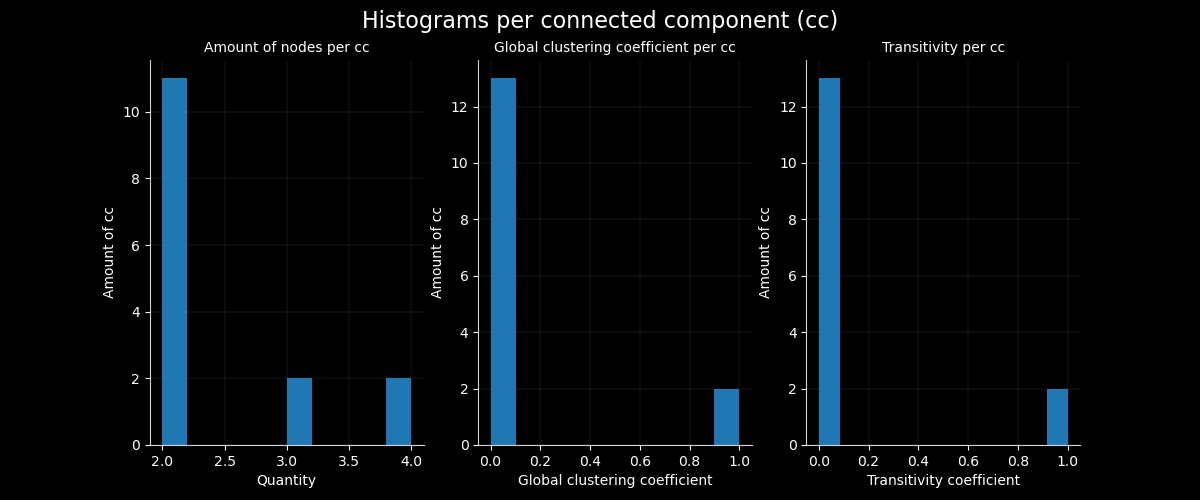 Histograms per connected component (cc)
Amount of nodes per cc
Global clustering coefficient per cc
Transitivity per cc
Amount of cc
10
8
6
4
2
0
2.0 2.5 3.0 3.5 4.0
Quantity
Amount of cc
12
10
8
6
4
2
0
0.0 0.2 0.4 0.6 0.8 1.0
Global clustering coefficient
Amount of cc
12
10
8
6
4
2
0
0.0 0.2 0.4 0.6 0.8 1.0
Transitivity coefficient